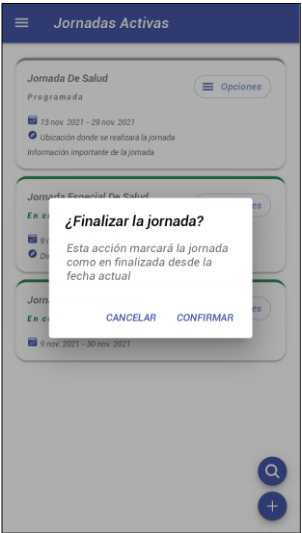 Jornadas Activas
Jornada De Salud
Opciones
Programada
13 nov. 2021 - 29 nov. 2021
Ubicación donde se realizará la jornada
Información importante de la jornada
Jornada Especial De Salud
¿Finalizar la jornada?
Esta acción marcará la jornada
como en finalizada desde la
fecha actual
CANCELAR CONFIRMAR
9 nov. 2021 - 30 nov. 2021